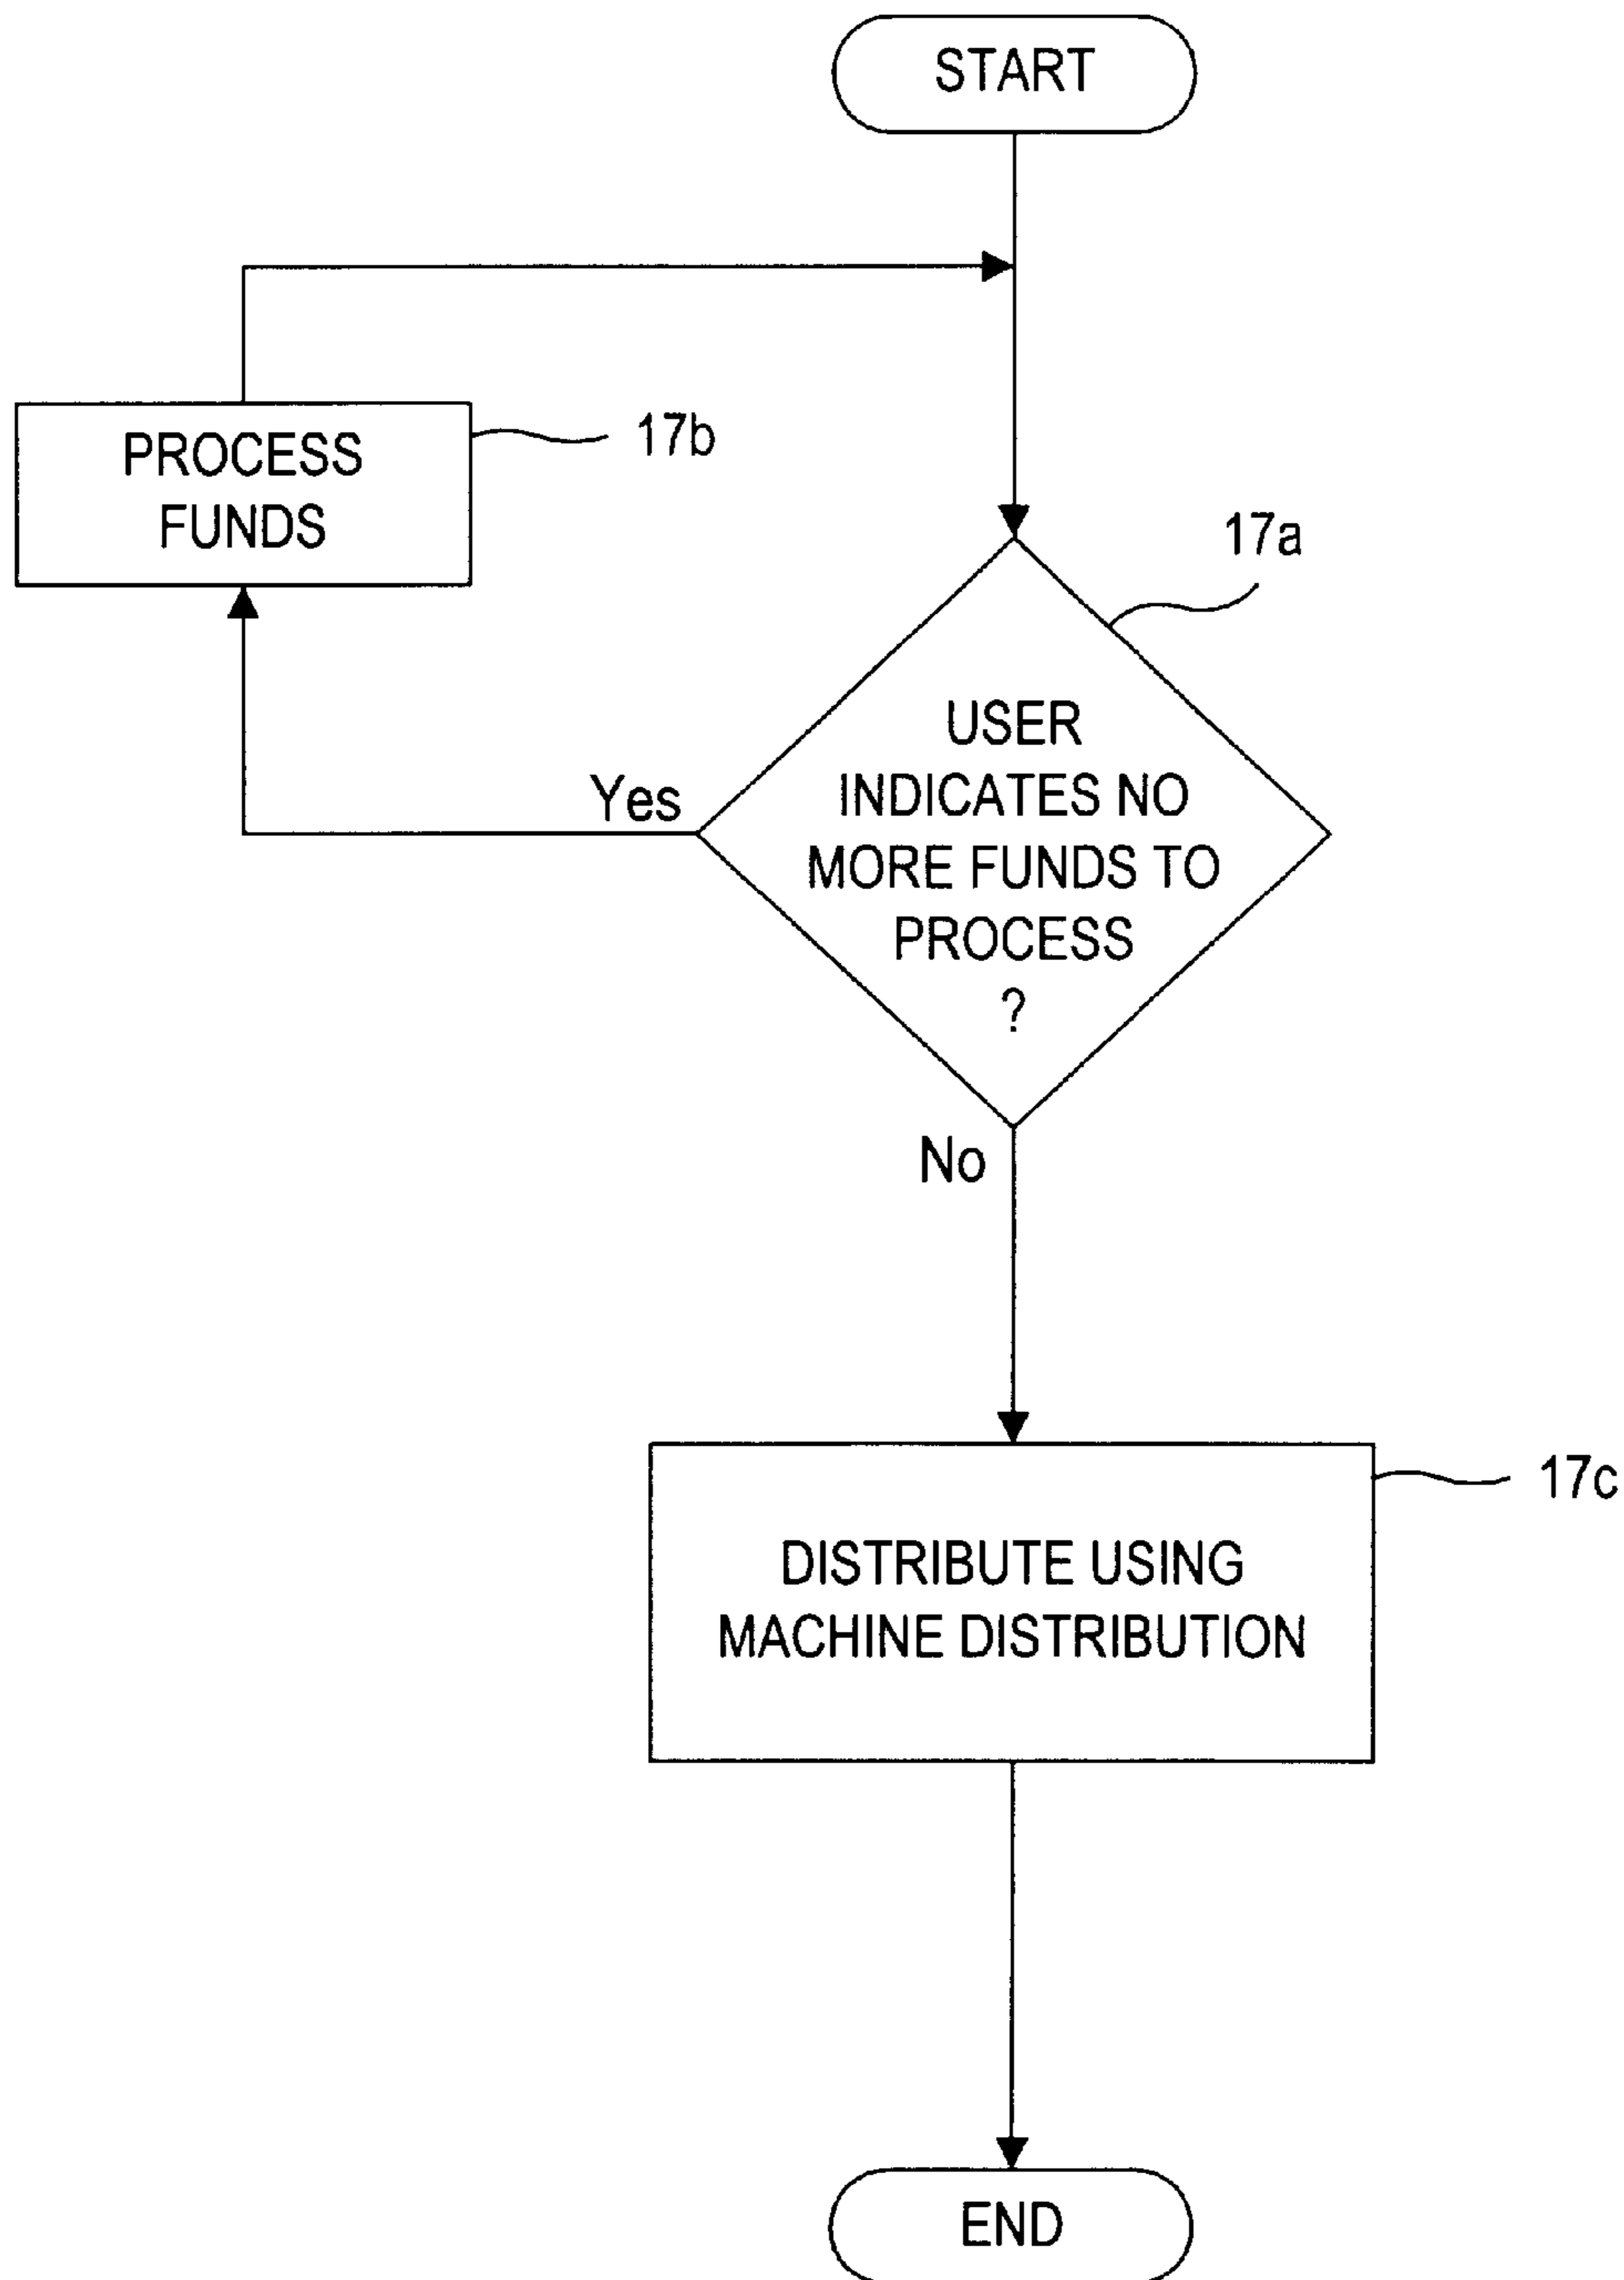 START
PROCESS
FUNDS
17b
17a
USER
INDICATES NO
MORE FUNDS TO
PROCESS
?
Yes
No
17c
DISTRIBUTE USING
MACHINE DISTRIBUTION
END